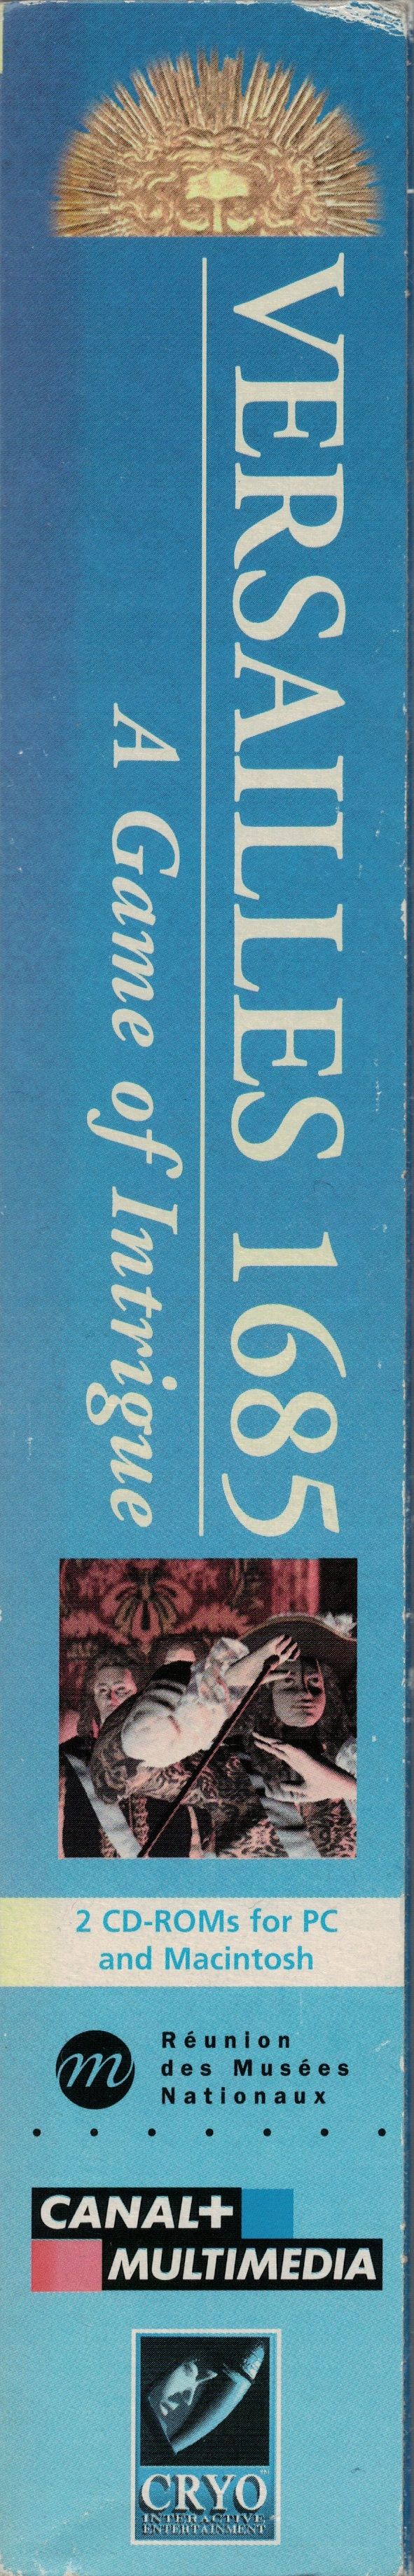 VERSAILLES 1685
A Game of Intrigue
2 CD-ROMs for PC
and Macintosh
m
Réunion
des Musées
Nationaux
CANAL+
MULTIMEDIA
CRYO™
INTERACTIVE
ENTERTAINMENT